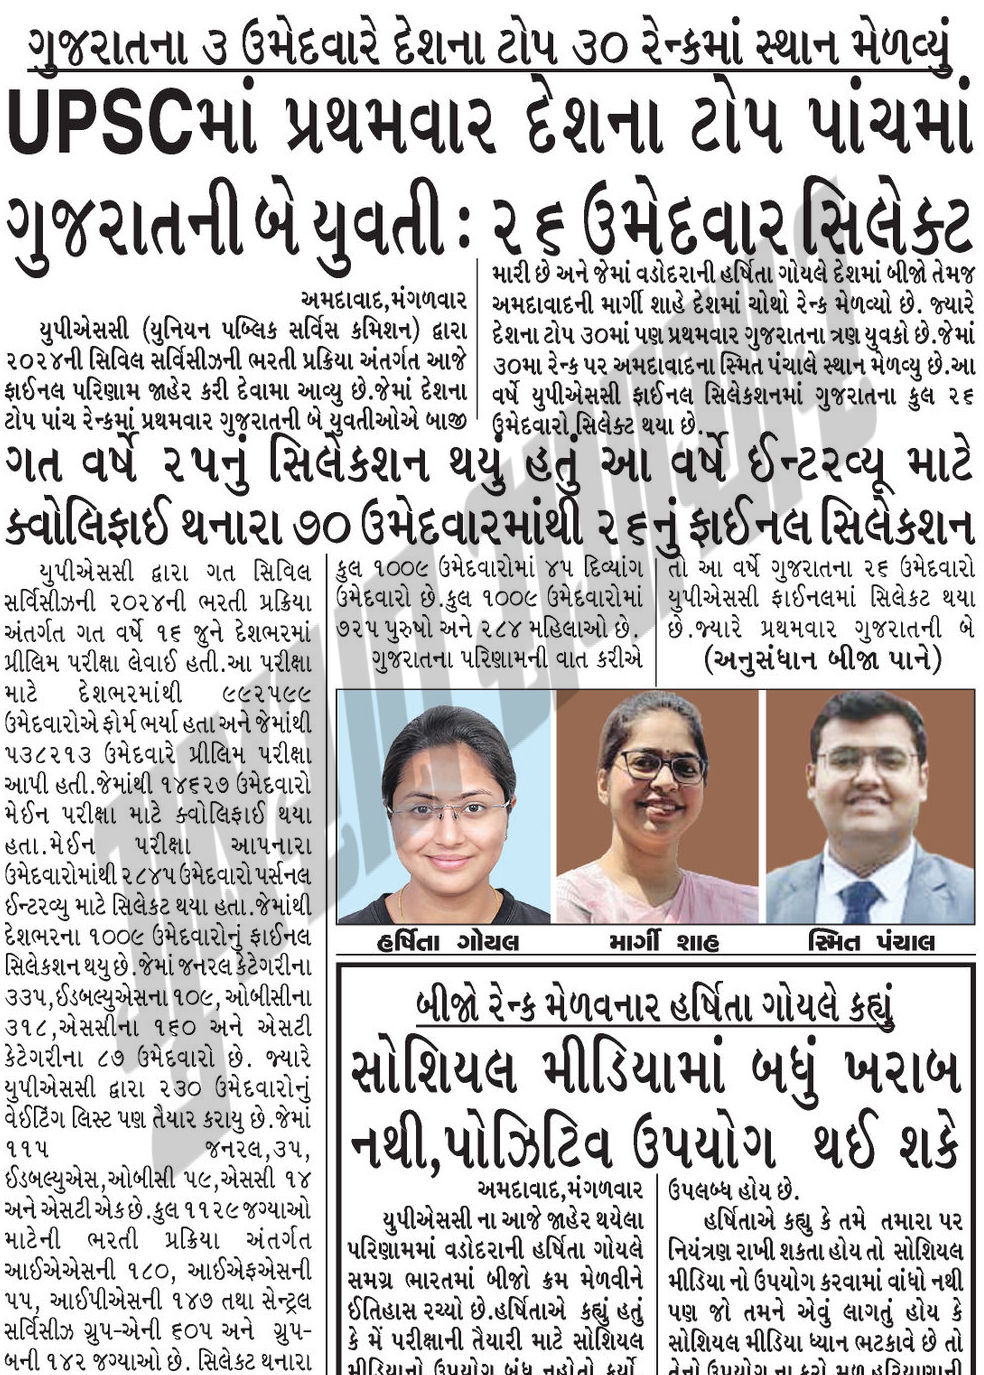 ગુજરાતના ૩ ઉમેદવારે દેશના ટોપ ૩૦ રેન્કમાં સ્થાન મેળવ્યું
UPSCમાં પ્રથમવાર દેશના ટોપ પાંચમાં
ગુજરાતની બે યુવતી : ૨૬ ઉમેદવાર સિલેક્ટ
અમદાવાદ,મંગળવાર
યુપીએસસી (યુનિયન પબ્લિક સર્વિસ કમિશન) દ્વારા
૨૦૨૪ની સિવિલ સર્વિસીઝની ભરતી પ્રક્રિયા અંતર્ગત આજે
ફાઈનલ પરિણામ જાહેર કરી દેવામા આવ્યુ છે.જેમાં દેશના
ટોપ પાંચ રેન્કમાં પ્રથમવાર ગુજરાતની બે યુવતીઓએ બાજી
મારી છે અને જેમાં વડોદરાની હર્ષિતા ગોયલે દેશમાં બીજો તેમજ
અમદાવાદની માર્ગી શાહે દેશમાં ચોથો રેન્ક મેળવ્યો છે. જ્યારે
દેશના ટોપ ૩૦માં પણ પ્રથમવાર ગુજરાતના ત્રણ યુવકો છે.જેમાં
૩૦મા રેન્ક પર અમદાવાદના સ્મિત પંચાલે સ્થાન મેળવ્યુ છે.આ
વર્ષે યુપીએસસી ફાઈનલ સિલેકશનમાં ગુજરાતના કુલ ૨૬
ઉમેદવારો સિલેક્ટ થયા છે.
ગત વર્ષે ૨૫નું સિલેકશન થયું હતું આ વર્ષે ઈન્ટરવ્યૂ માટે
ક્વોલિફાઈ થનારા ૭૦ ઉમેદવારમાંથી ૨૬નું ફાઈનલ સિલેકશન
યુપીએસસી દ્વારા ગત સિવિલ
સર્વિસીઝની ૨૦૨૪ની ભરતી પ્રક્રિયા
અંતર્ગત ગત વર્ષે ૧૬ જુને દેશભરમાં
પ્રીલિમ પરીક્ષા લેવાઈ હતી.આ પરીક્ષા
માટે દેશભરમાંથી ૯૯૨૫૯૯
ઉમેદવારોએ ફોર્મ ભર્યા હતા અને જેમાંથી
૫૩૮૨૧૩ ઉમેદવારે પ્રીલિમ પરીક્ષા
આપી હતી.જેમાંથી ૧૪૬૨૭ ઉમેદવારો
મેઈન પરીક્ષા માટે ક્વોલિફાઈ થયા
હતા.મેઈન પરીક્ષા આપનારા
ઉમેદવારોમાંથી ૨૮૪૫ ઉમેદવારો પર્સનલ
ઈન્ટરવ્યુ માટે સિલેકટ થયા હતા.જેમાંથી
દેશભરના ૧૦૦૯ ઉમેદવારોનું ફાઈનલ
સિલેકશન થયુ છે.જેમાં જનરલ કેટેગરીના
૩૩૫,ઈડબલ્યુએસના ૧૦૯, ઓબીસીના
૩૧૮,એસસીના ૧૬૦ અને એસટી
કેટેગરીના ૮૭ ઉમેદવારો છે. જ્યારે
યુપીએસસી દ્વારા ૨૩૦ ઉમેદવારોનું
વેઈટિંગ લિસ્ટ પણ તૈયાર કરાયુ છે.જેમાં
૧૧૫ જનરલ,૩૫,
ઈડબલ્યુએસ,ઓબીસી ૫૯,એસસી ૧૪
અને એસટી એક છે.કુલ ૧૧૨૯ જગ્યાઓ
માટેની ભરતી પ્રક્રિયા અંતર્ગત
આઈએએસની ૧૮૦, આઈએફએસની
૫૫, આઈપીએસની ૧૪૭ તથા સેન્ટ્રલ
સર્વિસીઝ ગ્રુપ-એની ૬૦૫ અને ગ્રુપ-
બની ૧૪૨ જગ્યાઓ છે. સિલેકટ થનારા
કુલ ૧૦૦૯ ઉમેદવારોમાં ૪૫ દિવ્યાંગ
ઉમેદવારો છે.કુલ ૧૦૦૯ ઉમેદવારોમાં
૭૨૫ પુરુષો અને ૨૮૪ મહિલાઓ છે.
ગુજરાતના પરિણામની વાત કરીએ
તો આ વર્ષે ગુજરાતના ૨૬ ઉમેદવારો
યુપીએસસી ફાઈનલમાં સિલેકટ થયા
છે.જ્યારે પ્રથમવાર ગુજરાતની બે
(અનુસંધાન બીજા પાને)
હર્ષિતા ગોયલ
માર્ગી શાહ
સ્મિત પંચાલ
બીજો રેન્ક મેળવનાર હર્ષિતા ગોયલે કહ્યું
સોશિયલ મીડિયામાં બધું ખરાબ
નથી,પોઝિટિવ ઉપયોગ થઈ શકે
અમદાવાદ,મંગળવાર
યુપીએસસી ના આજે જાહેર થયેલા
પરિણામમાં વડોદરાની હર્ષિતા ગોયલે
સમગ્ર ભારતમાં બીજો ક્રમ મેળવીને
ઈતિહાસ રચ્યો છે.હર્ષિતાએ કહ્યું હતું
કે મેં પરીક્ષાની તૈયારી માટે સોશિયલ
મીડિયાનો ઉપયોગ બંધ નહોતો કર્યો.
ઉપલબ્ધ હોય છે.
હર્ષિતાએ કહ્યુ કે તમે તમારા પર
નિયંત્રણ રાખી શકતા હોય તો સોશિયલ
મીડિયા નો ઉપયોગ કરવામાં વાંધો નથી
પણ જો તમને એવું લાગતું હોય કે
સોશિયલ મીડિયા ધ્યાન ભટકાવે છે તો
તેનો ઉપયોગ ના કરો.મૂળ હરિયાણાની